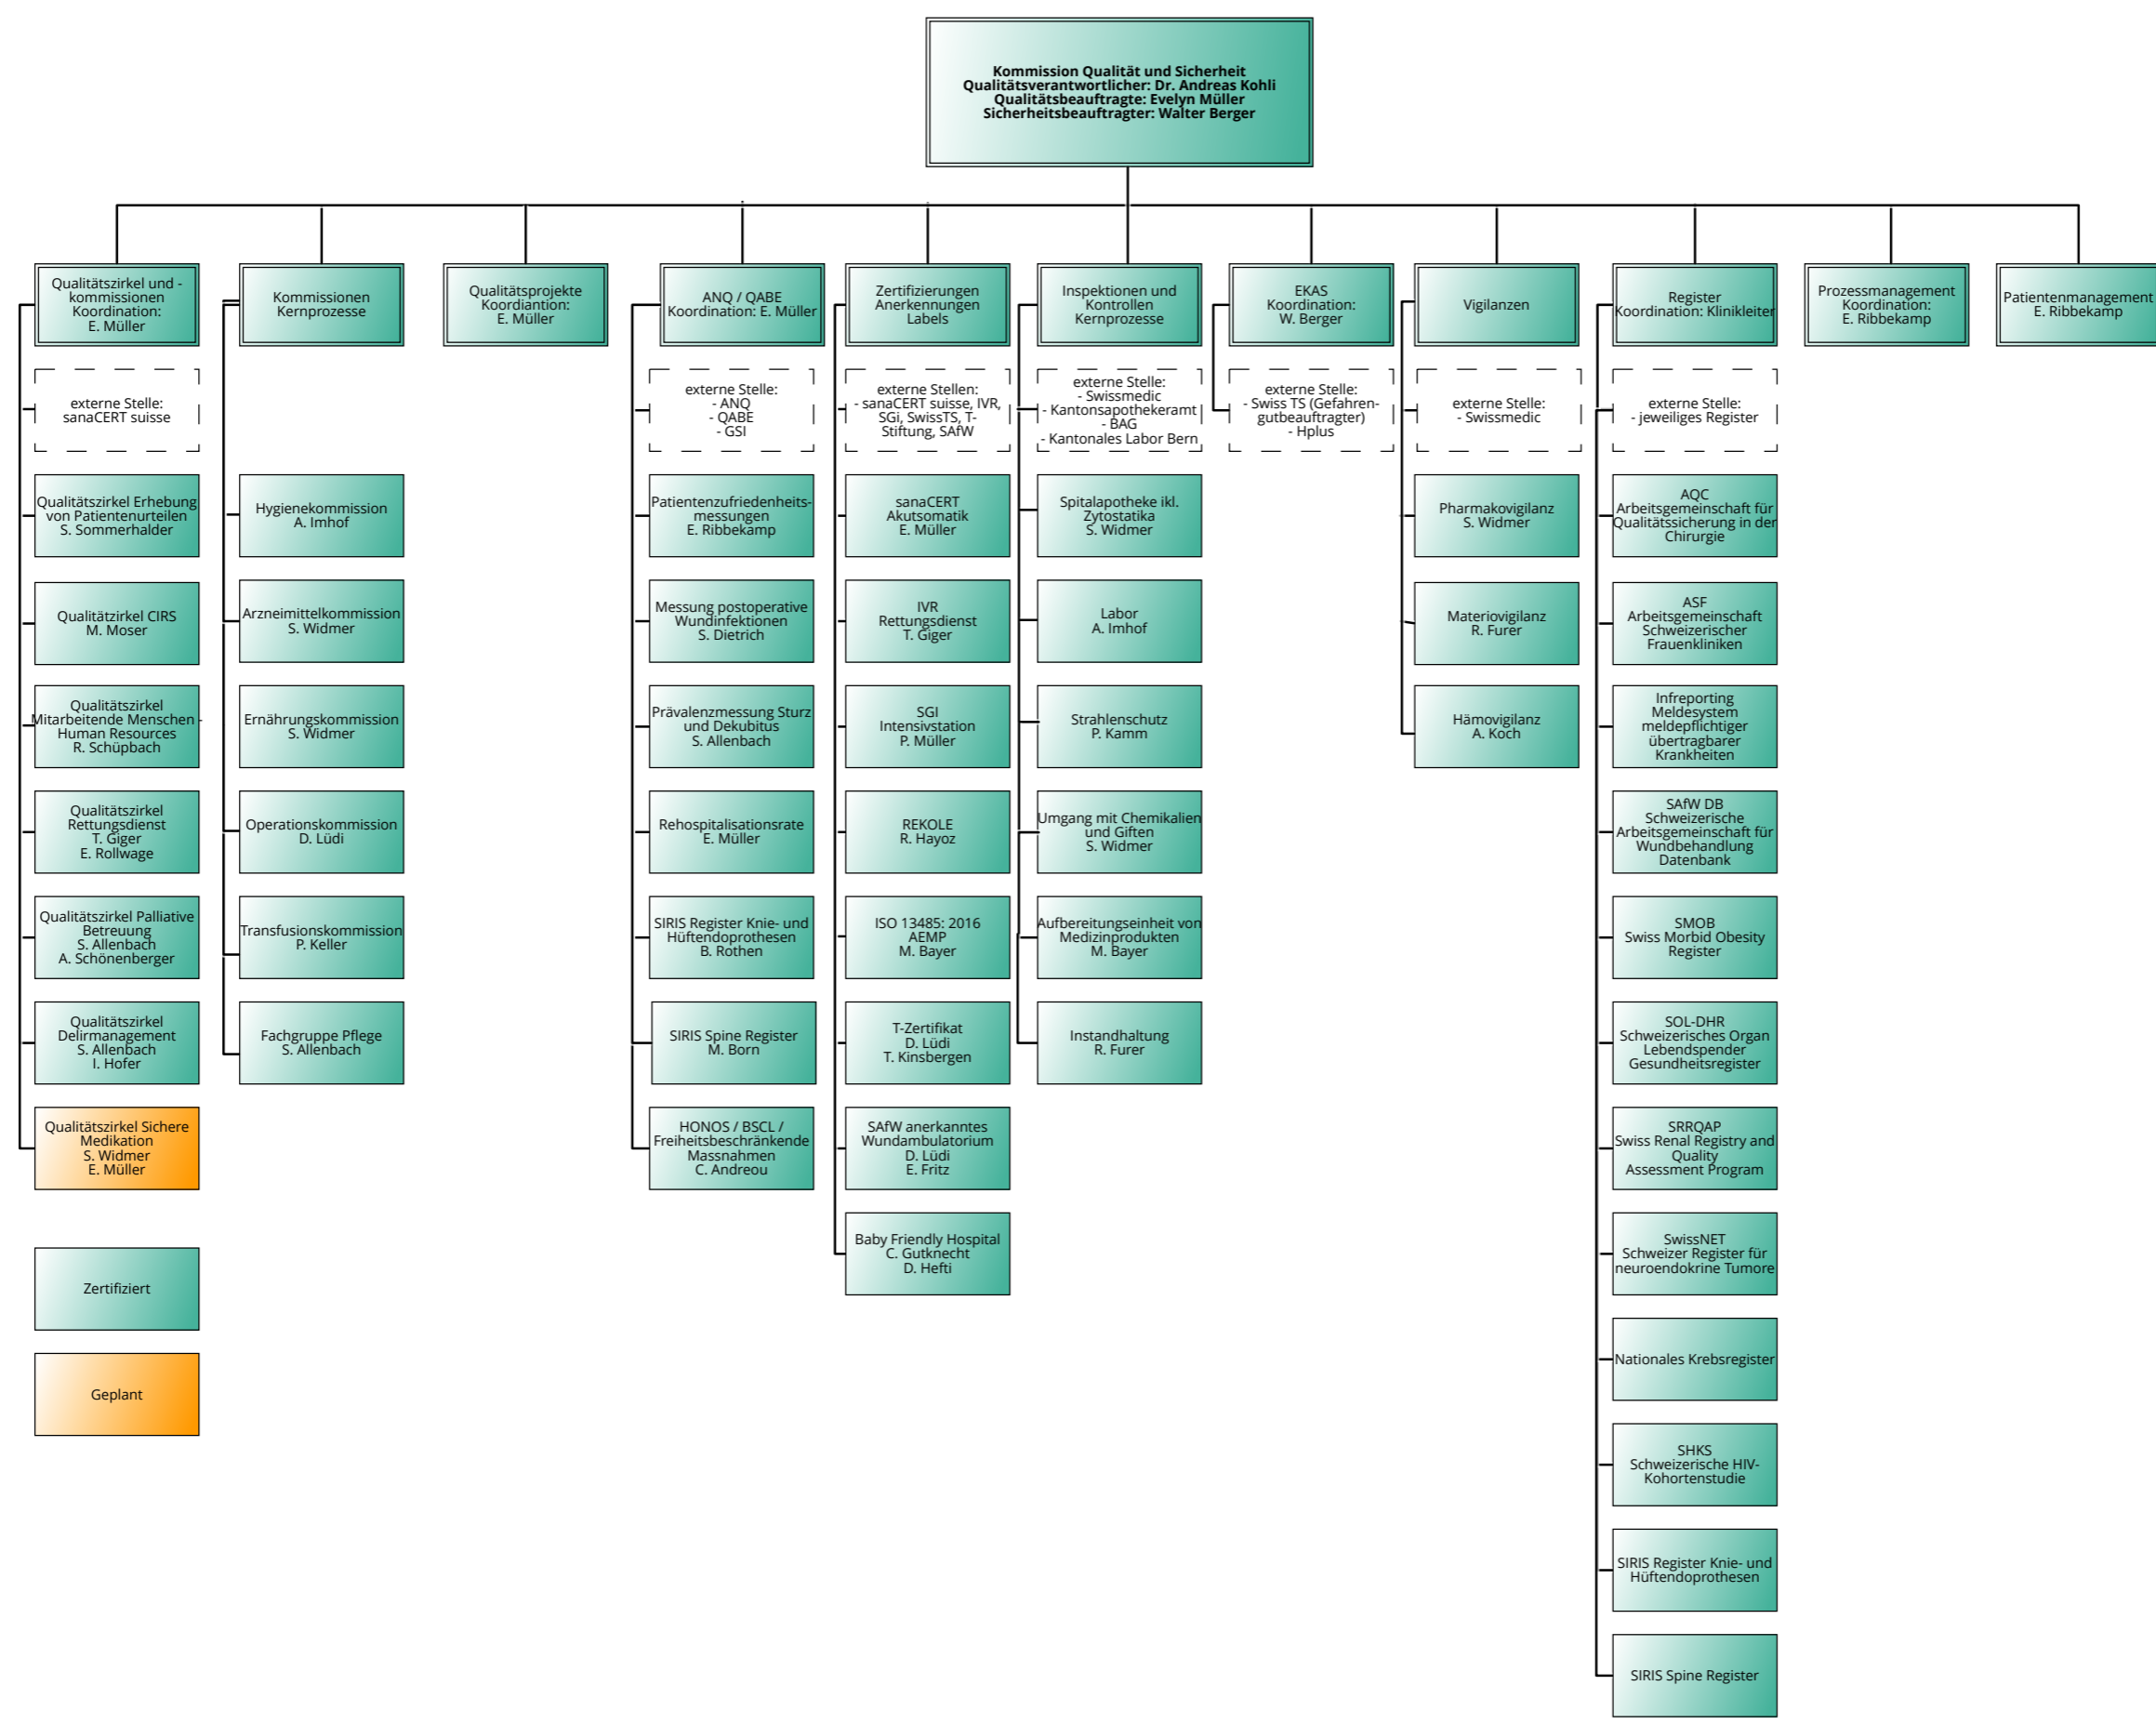 Kommission Qualität und Sicherheit
Qualitätsverantwortlicher: Dr. Andreas Kohli
Qualitätsbeauftragte: Evelyn Müller
Sicherheitsbeauftragter: Walter Berger
Qualitätszirkel und -
kommissionen
Koordination:
E. Müller
Kommissionen
Kernprozesse
Qualitätsprojekte
Koordiantion:
E. Müller
ANQ / QABE
Koordination: E. Müller
Zertifizierungen
Anerkennungen
Labels
Inspektionen und
Kontrollen
Kernprozesse
EKAS
Koordination:
W. Berger
Vigilanzen
Register
Koordination: Klinikleiter
Prozessmanagement
Koordination:
E. Ribbekamp
Patientenmanagement
E. Ribbekamp
externe Stelle:
sanaCERT suisse
externe Stelle:
- ANQ
- QABE
- GSI
externe Stellen:
- sanaCERT suisse, IVR,
SGi, SwissTS, T-
Stiftung, SAfW
externe Stelle:
- Swissmedic
- Kantonsapothekeramt
- BAG
- Kantonales Labor Bern
externe Stelle:
- Swiss TS (Gefahren-
gutbeauftragter)
- Hplus
externe Stelle:
- Swissmedic
externe Stelle:
- jeweiliges Register
Qualitätszirkel Erhebung
von Patientenurteilen
S. Sommerhalder
Hygienekommission
A. Imhof
Patientenzufriedenheits-
messungen
E. Ribbekamp
sanaCERT
Akutsomatik
E. Müller
Spitalapotheke ikl.
Zytostatika
S. Widmer
Pharmakovigilanz
S. Widmer
AQC
Arbeitsgemeinschaft für
Qualitätssicherung in der
Chirurgie
Qualitätzirkel CIRS
M. Moser
Arzneimittelkommission
S. Widmer
Messung postoperative
Wundinfektionen
S. Dietrich
IVR
Rettungsdienst
T. Giger
Labor
A. Imhof
Materiovigilanz
R. Furer
ASF
Arbeitsgemeinschaft
Schweizerischer
Frauenkliniken
Qualitätszirkel
Mitarbeitende Menschen -
Human Resources
R. Schüpbach
Ernährungskommission
S. Widmer
Prävalenzmessung Sturz
und Dekubitus
S. Allenbach
SGI
Intensivstation
P. Müller
Strahlenschutz
P. Kamm
Hämovigilanz
A. Koch
Infreporting
Meldesystem
meldepflichtiger
übertragbarer
Krankheiten
Qualitätszirkel
Rettungsdienst
T. Giger
E. Rollwage
Operationskommission
D. Lüdi
Rehospitalisationsrate
E. Müller
REKOLE
R. Hayoz
Umgang mit Chemikalien
und Giften
S. Widmer
SAfW DB
Schweizerische
Arbeitsgemeinschaft für
Wundbehandlung
Datenbank
Qualitätszirkel Palliative
Betreuung
S. Allenbach
A. Schönenberger
Transfusionskommission
P. Keller
SIRIS Register Knie- und
Hüftendoprothesen
B. Rothen
ISO 13485: 2016
AEMP
M. Bayer
Aufbereitungseinheit von
Medizinprodukten
M. Bayer
SMOB
Swiss Morbid Obesity
Register
Qualitätszirkel
Delirmanagement
S. Allenbach
I. Hofer
Fachgruppe Pflege
S. Allenbach
SIRIS Spine Register
M. Born
T-Zertifikat
D. Lüdi
T. Kinsbergen
Instandhaltung
R. Furer
SOL-DHR
Schweizerisches Organ
Lebendspender
Gesundheitsregister
Qualitätszirkel Sichere
Medikation
S. Widmer
E. Müller
HONOS / BSCL /
Freiheitsbeschränkende
Massnahmen
C. Andreou
SAfW anerkanntes
Wundambulatorium
D. Lüdi
E. Fritz
SRRQAP
Swiss Renal Registry and
Quality
Assessment Program
Baby Friendly Hospital
C. Gutknecht
D. Hefti
SwissNET
Schweizer Register für
neuroendokrine Tumore
Zertifiziert
Geplant
Nationales Krebsregister
SHKS
Schweizerische HIV-
Kohortenstudie
SIRIS Register Knie- und
Hüftendoprothesen
SIRIS Spine Register